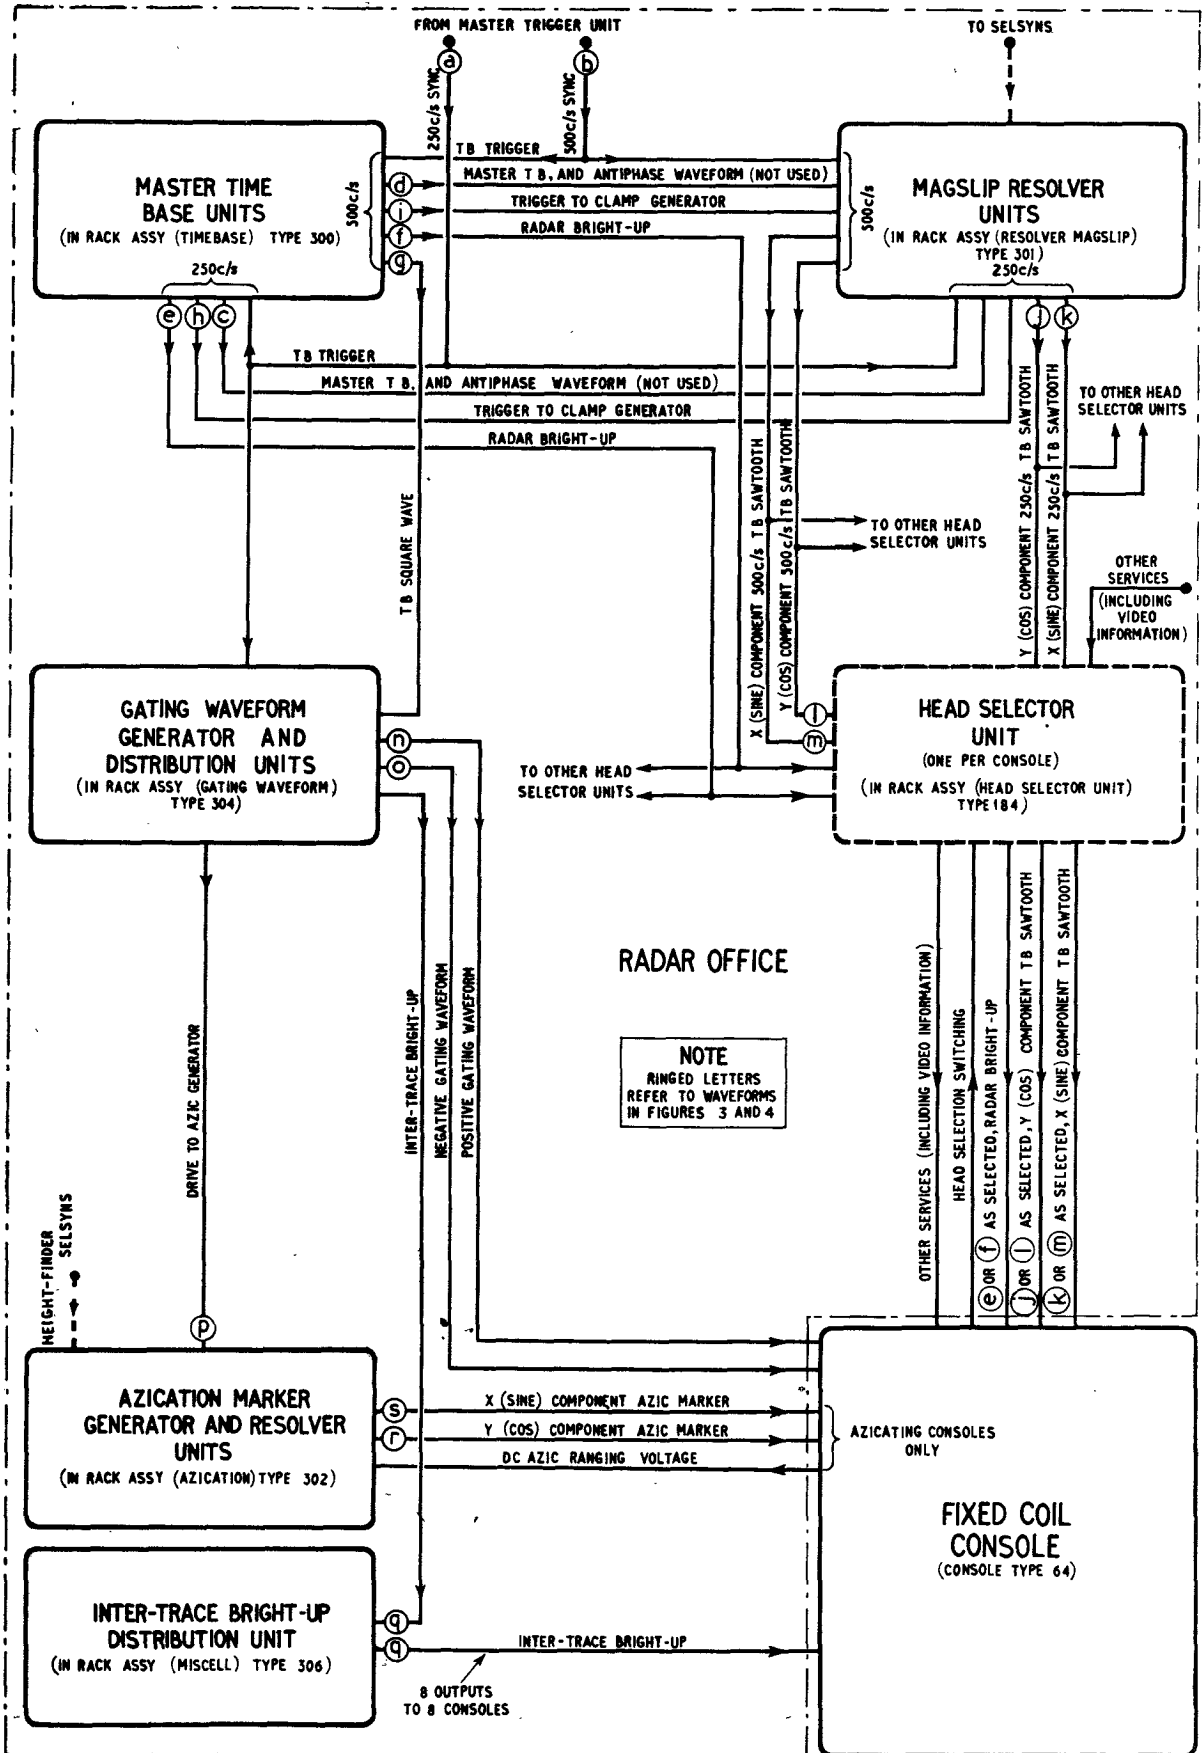 FROM MASTER TRIGGER UNIT
TO SELSYNS
a
b
250c/s SYNC
500c/s SYNC
MASTER TIME
BASE UNITS
(IN RACK ASSY (TIMEBASE) TYPE 300)
250c/s
500c/s
TB TRIGGER
d
MASTER T B, AND ANTIPHASE WAVEFORM (NOT USED)
i
TRIGGER TO CLAMP GENERATOR
f
RADAR BRIGHT-UP
g
MAGSLIP RESOLVER
UNITS
(IN RACK ASSY (RESOLVER MAGSLIP)
TYPE 301)
250c/s
500c/s
e
h
c
j
k
TB TRIGGER
MASTER T B, AND ANTIPHASE WAVEFORM (NOT USED)
TRIGGER TO CLAMP GENERATOR
RADAR BRIGHT-UP
TO OTHER HEAD
SELECTOR UNITS
TB SQUARE WAVE
X (SINE) COMPONENT 500c/s TB SAWTOOTH
Y (COS) COMPONENT 500c/s TB SAWTOOTH
TO OTHER HEAD
SELECTOR UNITS
Y (COS) COMPONENT 250c/s TB SAWTOOTH
X (SINE) COMPONENT 250c/s TB SAWTOOTH
OTHER
SERVICES
(INCLUDING
VIDEO
INFORMATION)
GATING WAVEFORM
GENERATOR AND
DISTRIBUTION UNITS
(IN RACK ASSY (GATING WAVEFORM)
TYPE 304)
n
o
l
m
TO OTHER HEAD
SELECTOR UNITS
HEAD SELECTOR
UNIT
(ONE PER CONSOLE)
(IN RACK ASSY (HEAD SELECTOR UNIT)
TYPE 184)
DRIVE TO AZIC GENERATOR
INTER-TRACE BRIGHT-UP
NEGATIVE GATING WAVEFORM
POSITIVE GATING WAVEFORM
RADAR OFFICE
NOTE
RINGED LETTERS
REFER TO WAVEFORMS
IN FIGURES 3 AND 4
OTHER SERVICES (INCLUDING VIDEO INFORMATION)
HEAD SELECTION SWITCHING
e OR f AS SELECTED, RADAR BRIGHT-UP
j OR l AS SELECTED, Y (COS) COMPONENT TB SAWTOOTH
k OR m AS SELECTED, X (SINE) COMPONENT TB SAWTOOTH
HEIGHT-FINDER
SELSYNS
p
AZICATION MARKER
GENERATOR AND RESOLVER
UNITS
(IN RACK ASSY (AZICATION) TYPE 302)
s
X (SINE) COMPONENT AZIC MARKER
r
Y (COS) COMPONENT AZIC MARKER
DC AZIC RANGING VOLTAGE
AZICATING CONSOLES
ONLY
FIXED COIL
CONSOLE
(CONSOLE TYPE 64)
INTER-TRACE BRIGHT-UP
DISTRIBUTION UNIT
(IN RACK ASSY (MISCELL) TYPE 306)
q
q
INTER-TRACE BRIGHT-UP
8 OUTPUTS
TO 8 CONSOLES